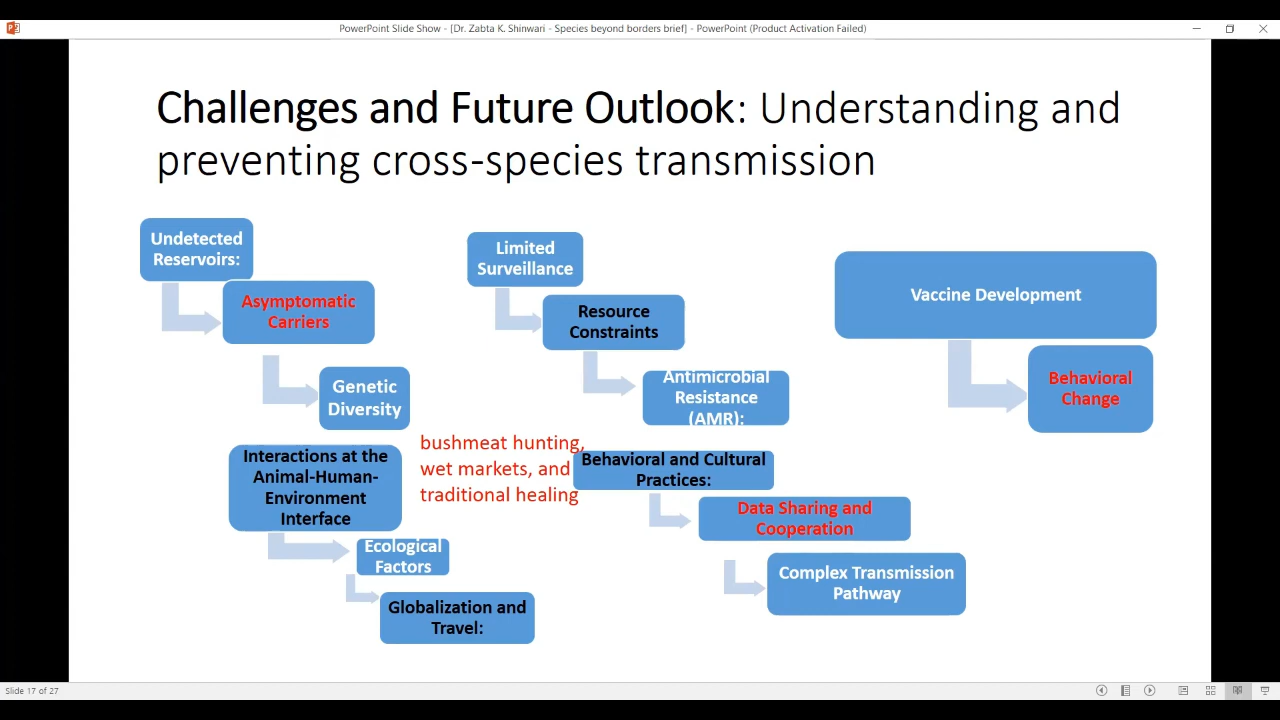 PowerPoint Slide Show - [Dr. Zabta K. Shinwari - Species beyond borders brief] - PowerPoint (Product Activation Failed)
Challenges and Future Outlook: Understanding and
preventing cross-species transmission
Undetected
Reservoirs:
Asymptomatic
Carriers
Genetic
Diversity
Limited
Surveillance
Resource
Constraints
Antimicrobial
Resistance
(AMR):
Vaccine Development
Behavioral
Change
Interactions at the
Animal-Human-
Environment
Interface
Ecological
Factors
Globalization and
Travel:
bushmeat hunting,
wet markets, and
traditional healing
Behavioral and Cultural
Practices:
Data Sharing and
Cooperation
Complex Transmission
Pathway
Slide 17 of 27